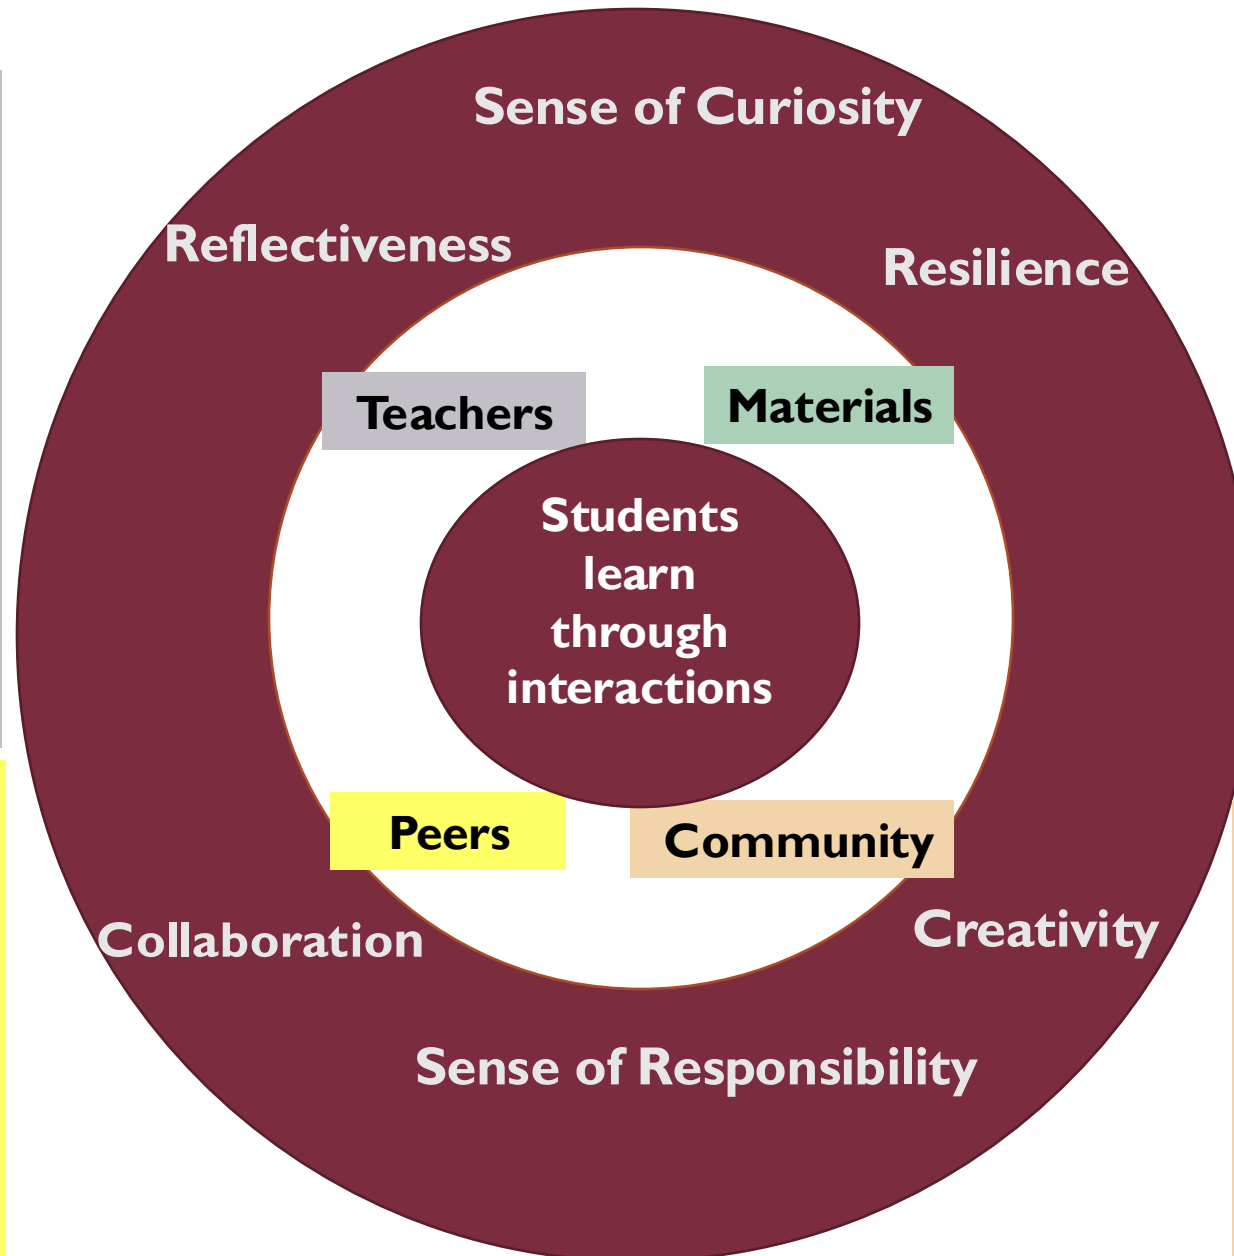 Sense of Curiosity
Reflectiveness
Resilience
Teachers
Materials
Students
learn
through
interactions
Peers
Community
Collaboration
Creativity
Sense of Responsibility